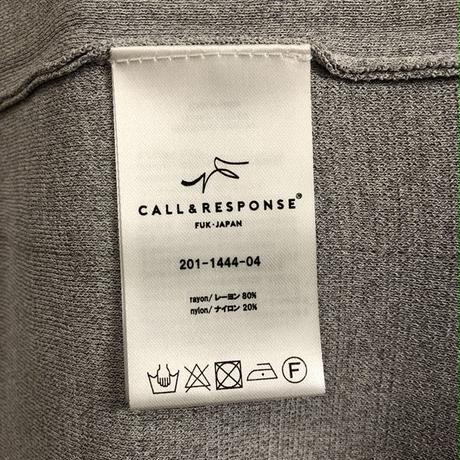 CALL & RESPONSE®
FUK・JAPAN
201-1444-04
rayon/レーヨン 80%
nylon/ナイロン 20%
F